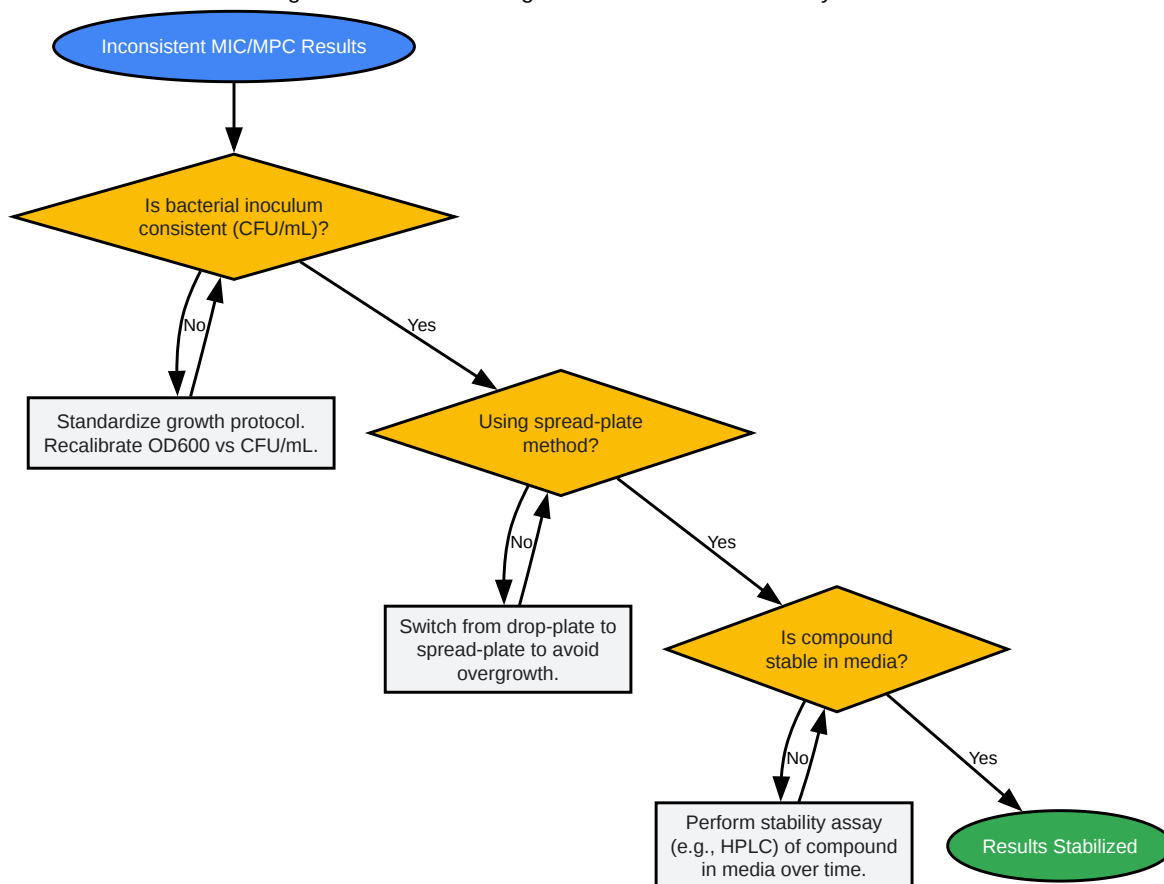 Inconsistent MIC/MPC Results
Is bacterial inoculum
consistent (CFU/mL)?
No
Yes
Standardize growth protocol.
Recalibrate OD600 vs CFU/mL.
Using spread-plate
method?
No
Yes
Switch from drop-plate to
spread-plate to avoid
overgrowth.
Is compound
stable in media?
No
Yes
Perform stability assay
(e.g., HPLC) of compound
in media over time.
Results Stabilized